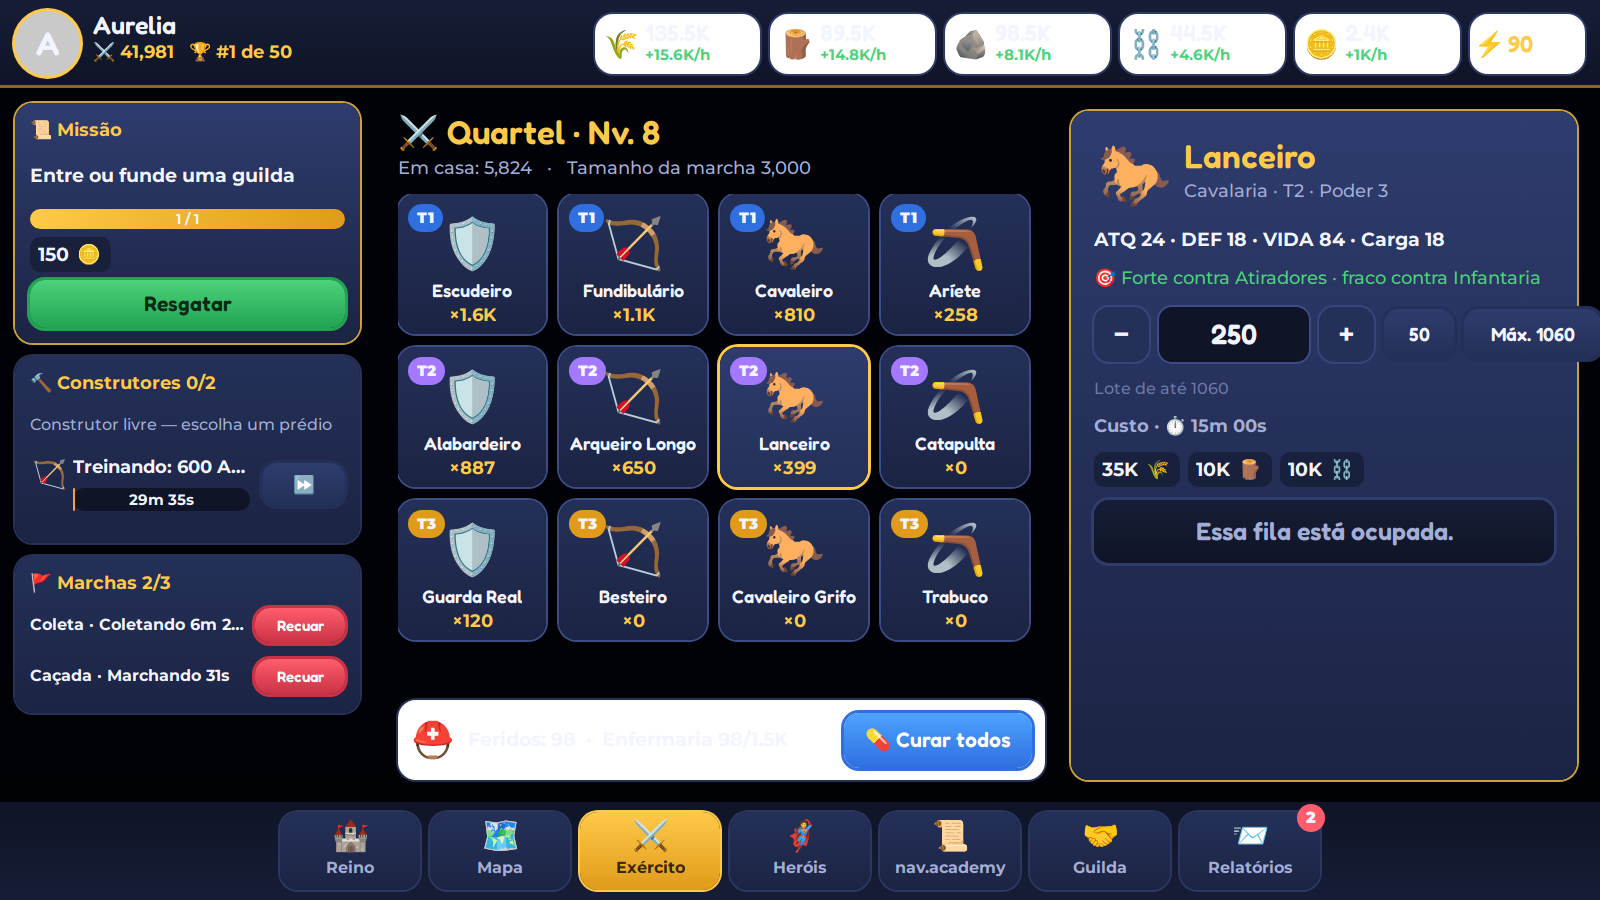 A
Aurelia
41,981 #1 de 50
135.5K
+15.6K/h
89.5K
+14.8K/h
98.5K
+8.1K/h
44.5K
+4.6K/h
2.4K
+1K/h
90
Missão
Entre ou funde uma guilda
1 / 1
150
Resgatar
Construtores 0/2
Construtor livre — escolha um prédio
Treinando: 600 A...
29m 35s
Marchas 2/3
Coleta · Coletando 6m 2...
Recuar
Caçada · Marchando 31s
Recuar
Quartel · Nv. 8
Em casa: 5,824 · Tamanho da marcha 3,000
T1
Escudeiro
×1.6K
T1
Fundibulário
×1.1K
T1
Cavaleiro
×810
T1
Aríete
×258
T2
Alabardeiro
×887
T2
Arqueiro Longo
×650
T2
Lanceiro
×399
T2
Catapulta
×0
T3
Guarda Real
×120
T3
Besteiro
×0
T3
Cavaleiro Grifo
×0
T3
Trabuco
×0
Feridos: 98 · Enfermaria 98/1.5K
Curar todos
Lanceiro
Cavalaria · T2 · Poder 3
ATQ 24 · DEF 18 · VIDA 84 · Carga 18
Forte contra Atiradores · fraco contra Infantaria
− 250 + 50 Máx. 1060
Lote de até 1060
Custo · 15m 00s
35K 10K 10K
Essa fila está ocupada.
Reino
Mapa
Exército
Heróis
nav.academy
Guilda
Relatórios
2